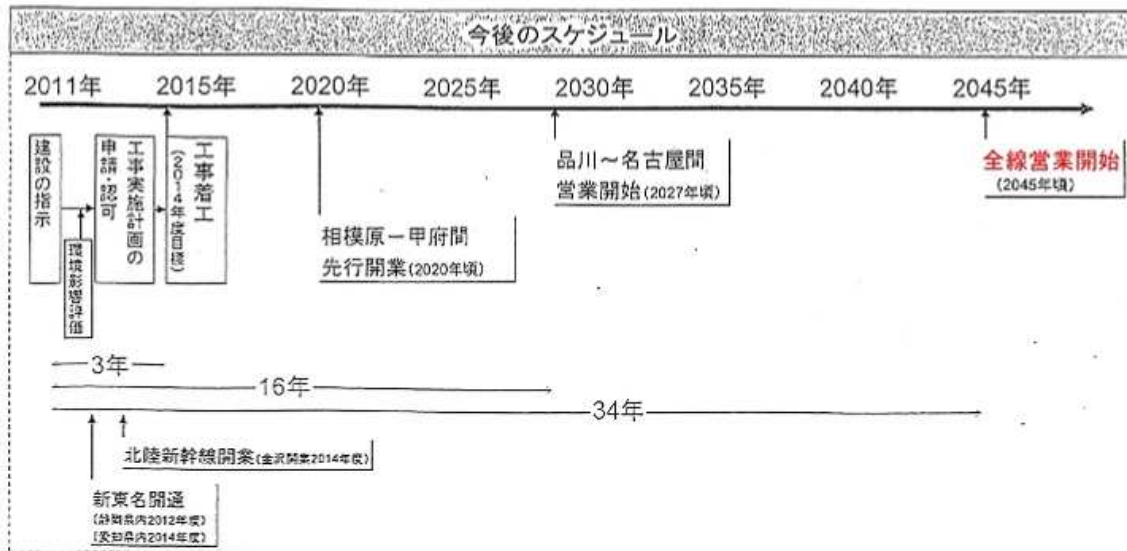 今後のスケジュール
2011年 2015年 2020年 2025年 2030年 2035年 2040年 2045年
建設の指示
環境影響評価
工事実施計画の
申請・認可
工事着工
(2014年度目標)
相模原－甲府間
先行開業(2020年頃)
品川～名古屋間
営業開始(2027年頃)
全線営業開始
(2045年頃)
3年
16年
34年
北陸新幹線開業(金沢開業2014年度)
新東名開通
(静岡県内2012年度)
(愛知県内2014年度)